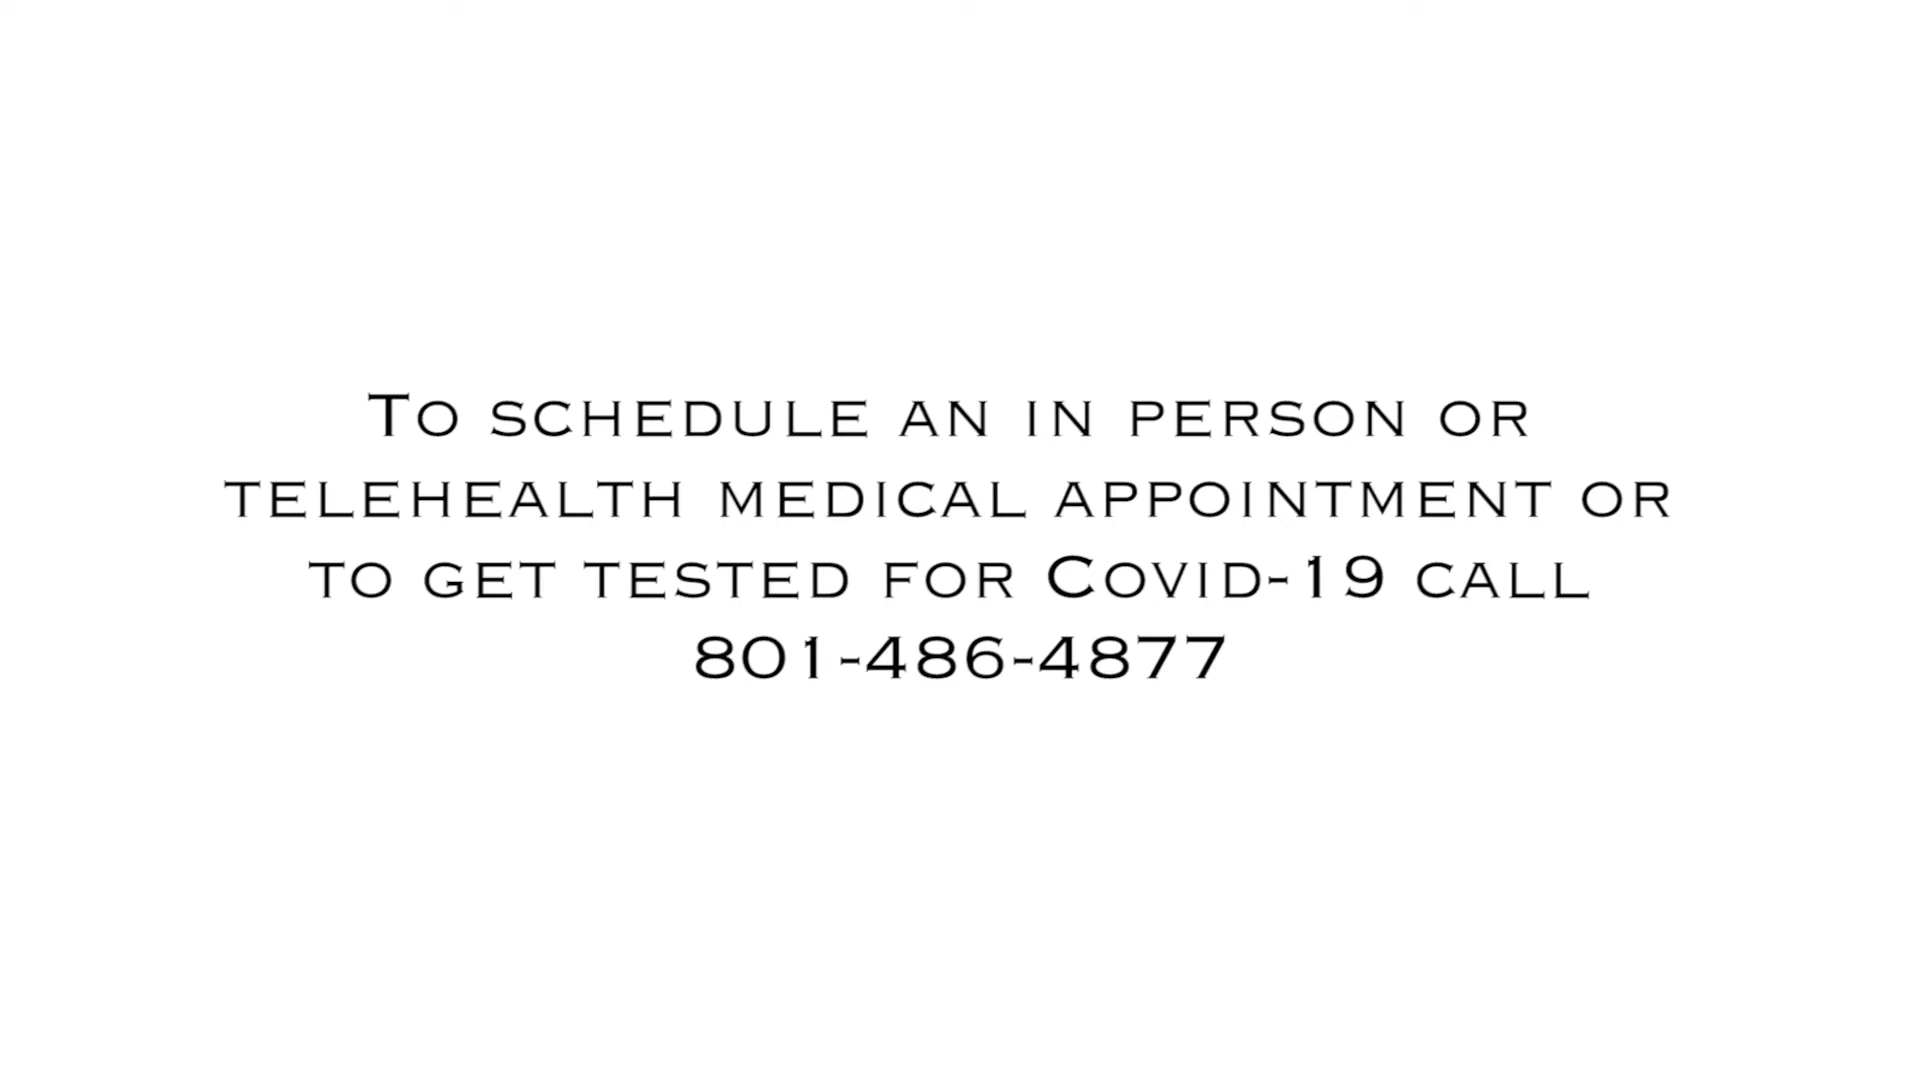 To schedule an in person or
telehealth medical appointment or
to get tested for Covid-19 call
801-486-4877